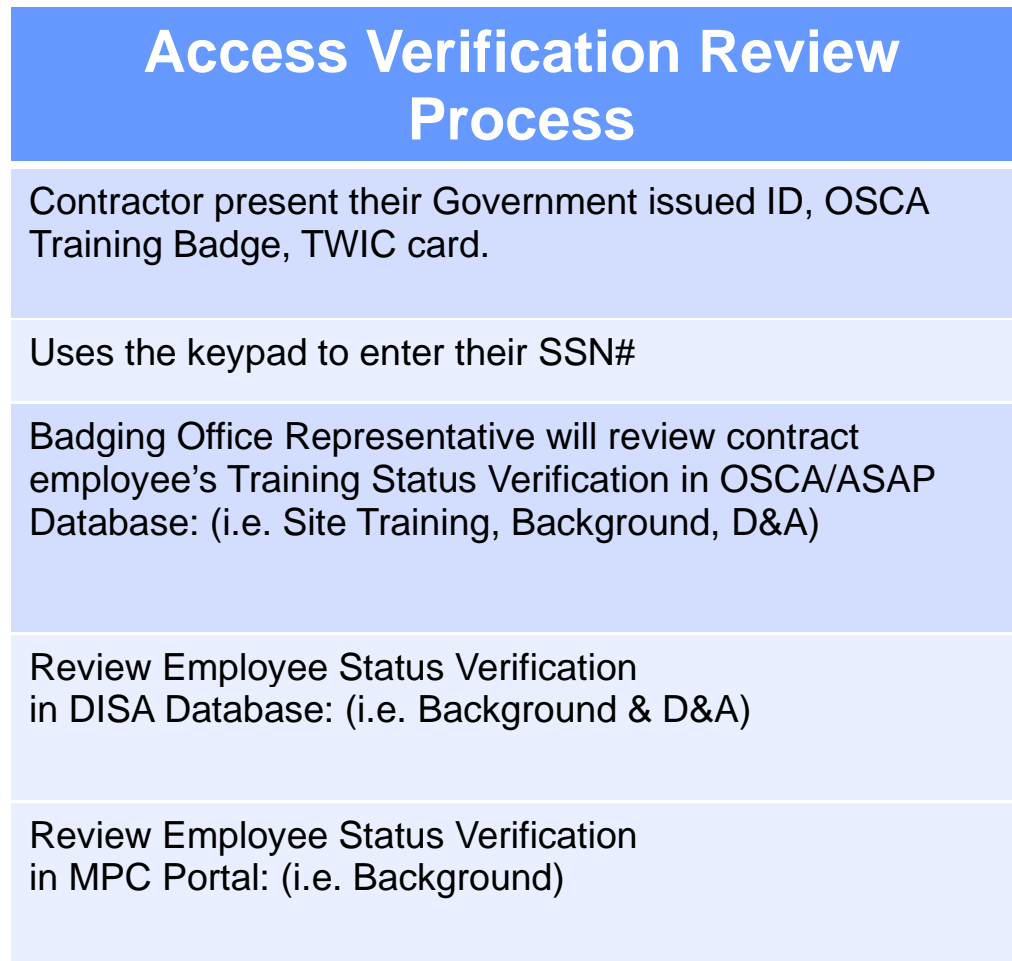 Access Verification Review
Process
Contractor present their Government issued ID, OSCA
Training Badge, TWIC card.
Uses the keypad to enter their SSN#
Badging Office Representative will review contract
employee’s Training Status Verification in OSCA/ASAP
Database: (i.e. Site Training, Background, D&A)
Review Employee Status Verification
in DISA Database: (i.e. Background & D&A)
Review Employee Status Verification
in MPC Portal: (i.e. Background)